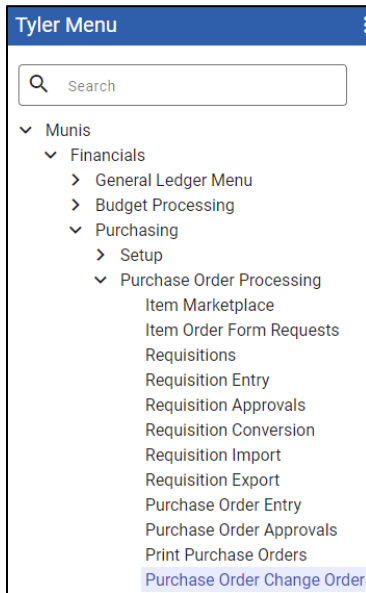 Tyler Menu
Search
Munis
Financials
General Ledger Menu
Budget Processing
Purchasing
Setup
Purchase Order Processing
Item Marketplace
Item Order Form Requests
Requisitions
Requisition Entry
Requisition Approvals
Requisition Conversion
Requisition Import
Requisition Export
Purchase Order Entry
Purchase Order Approvals
Print Purchase Orders
Purchase Order Change Order